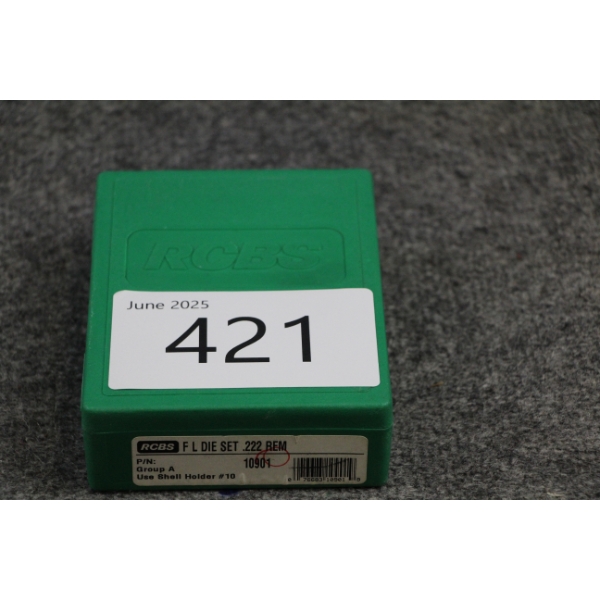 RCBS
June 2025
421
RCBS F L DIE SET .222 REM
P/N: 10901
Group A
Use Shell Holder #10